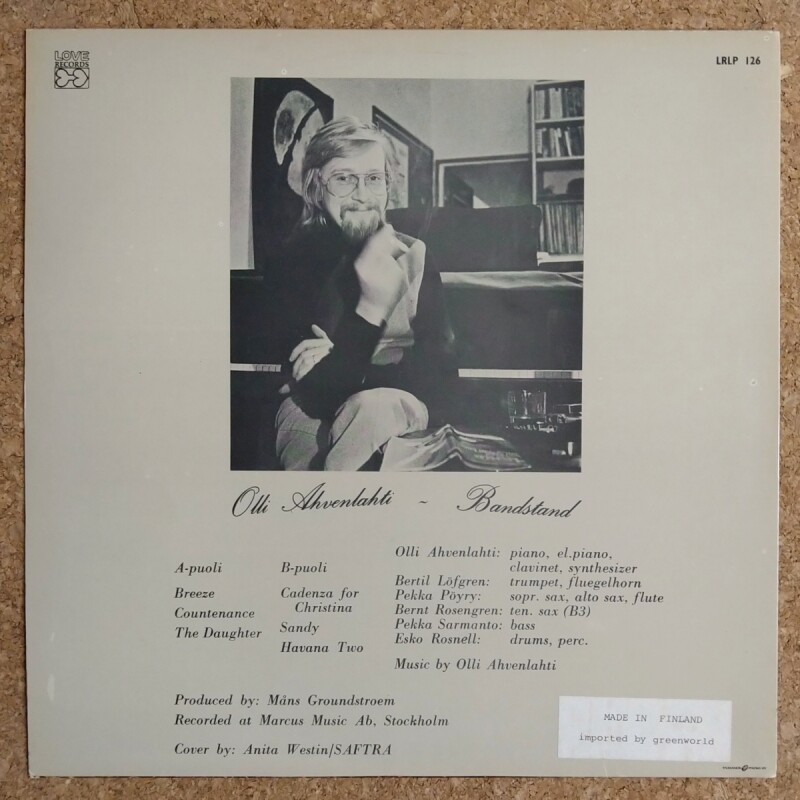 LOVE
RECORDS
LRLP 126
Olli Ahvenlahti ~ Bandstand
A-puoli
Breeze
Countenance
The Daughter
B-puoli
Cadenza for
Christina
Sandy
Havana Two
Olli Ahvenlahti: piano, el.piano,
clavinet, synthesizer
Bertil Löfgren: trumpet, fluegelhorn
Pekka Pöyry: sopr. sax, alto sax, flute
Bernt Rosengren: ten. sax (B3)
Pekka Sarmanto: bass
Esko Rosnell: drums, perc.
Music by Olli Ahvenlahti
Produced by: Måns Groundstroem
Recorded at Marcus Music Ab, Stockholm
Cover by: Anita Westin/SAFTRA
MADE IN FINLAND
imported by greenworld